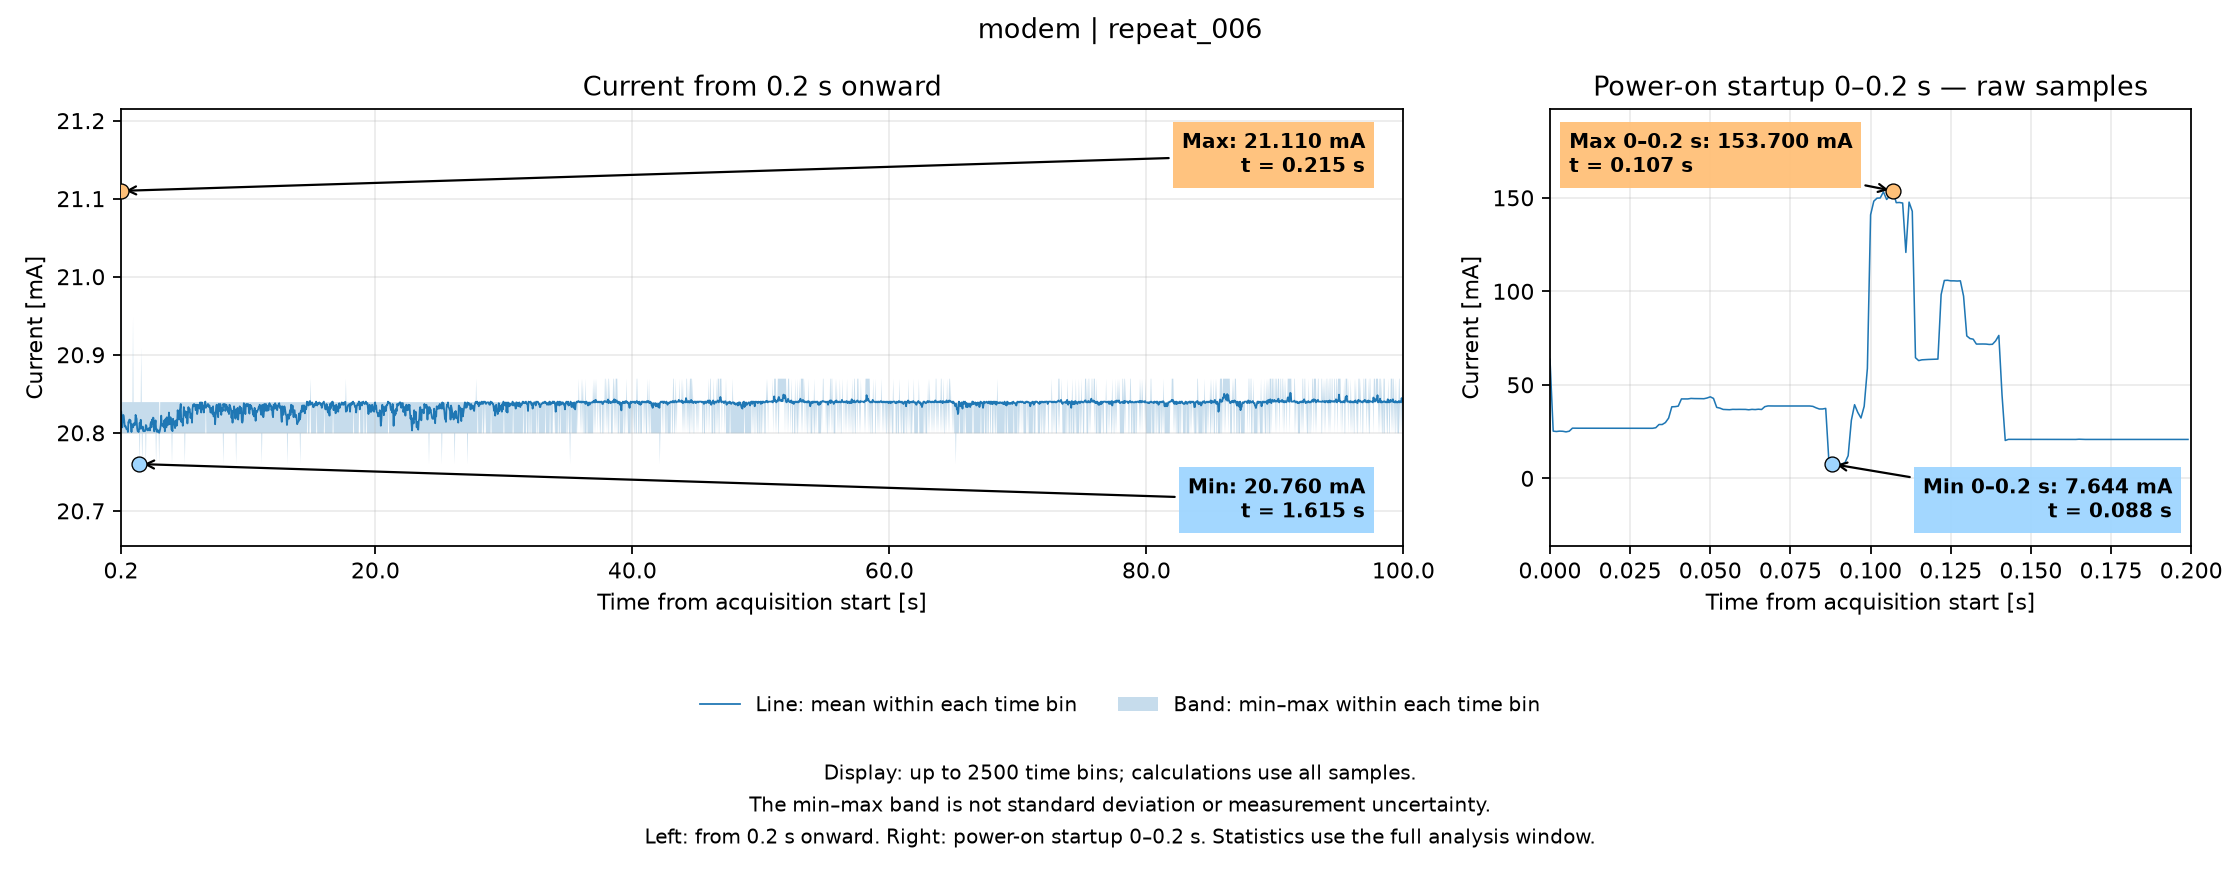 modem | repeat_006
Current from 0.2 s onward
Current [mA]
21.2
21.1
21.0
20.9
20.8
20.7
Max: 21.110 mA
t = 0.215 s
Min: 20.760 mA
t = 1.615 s
0.2
20.0
40.0
60.0
80.0
100.0
Time from acquisition start [s]
Power-on startup 0–0.2 s — raw samples
Current [mA]
150
100
50
0
Max 0–0.2 s: 153.700 mA
t = 0.107 s
Min 0–0.2 s: 7.644 mA
t = 0.088 s
0.000
0.025
0.050
0.075
0.100
0.125
0.150
0.175
0.200
Time from acquisition start [s]
Line: mean within each time bin
Band: min–max within each time bin
Display: up to 2500 time bins; calculations use all samples.
The min–max band is not standard deviation or measurement uncertainty.
Left: from 0.2 s onward. Right: power-on startup 0–0.2 s. Statistics use the full analysis window.